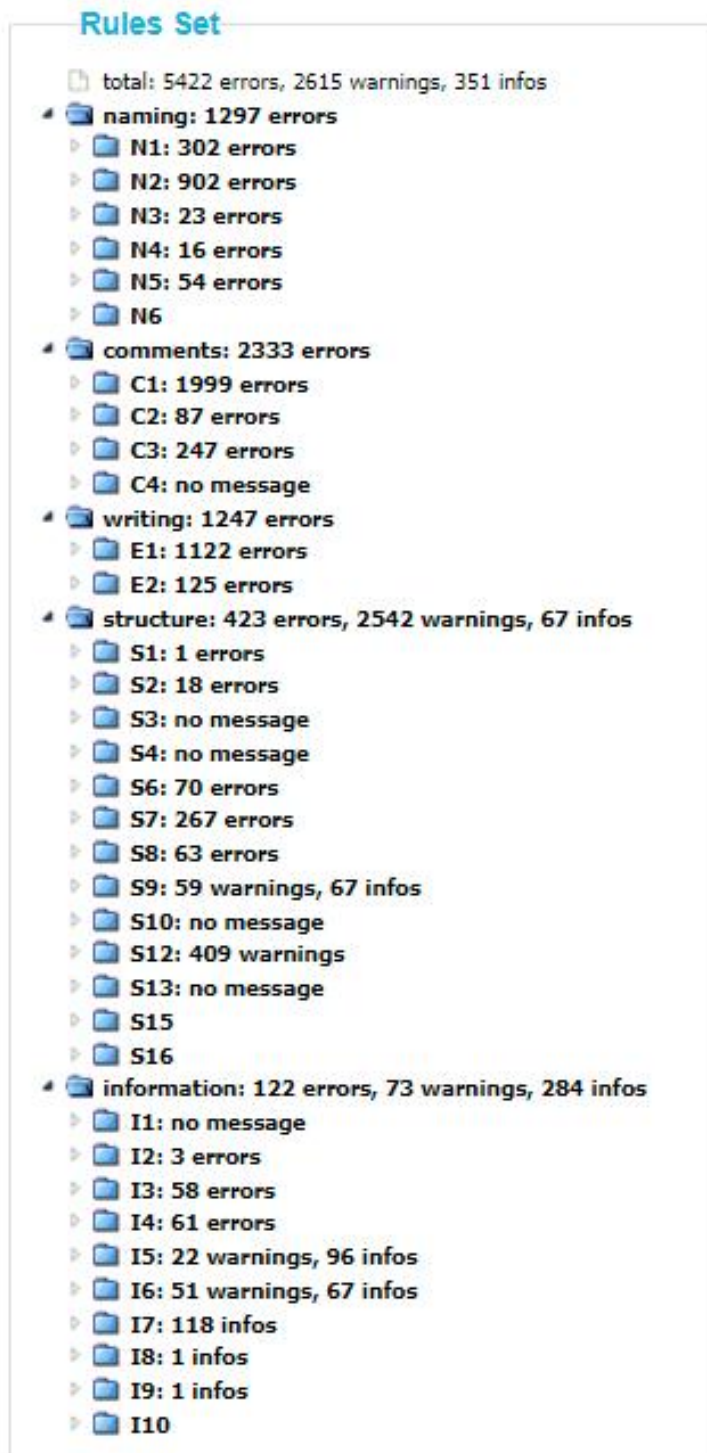 Rules Set
total: 5422 errors, 2615 warnings, 351 infos
naming: 1297 errors
N1: 302 errors
N2: 902 errors
N3: 23 errors
N4: 16 errors
N5: 54 errors
N6
comments: 2333 errors
C1: 1999 errors
C2: 87 errors
C3: 247 errors
C4: no message
writing: 1247 errors
E1: 1122 errors
E2: 125 errors
structure: 423 errors, 2542 warnings, 67 infos
S1: 1 errors
S2: 18 errors
S3: no message
S4: no message
S6: 70 errors
S7: 267 errors
S8: 63 errors
S9: 59 warnings, 67 infos
S10: no message
S12: 409 warnings
S13: no message
S15
S16
information: 122 errors, 73 warnings, 284 infos
I1: no message
I2: 3 errors
I3: 58 errors
I4: 61 errors
I5: 22 warnings, 96 infos
I6: 51 warnings, 67 infos
I7: 118 infos
I8: 1 infos
I9: 1 infos
I10